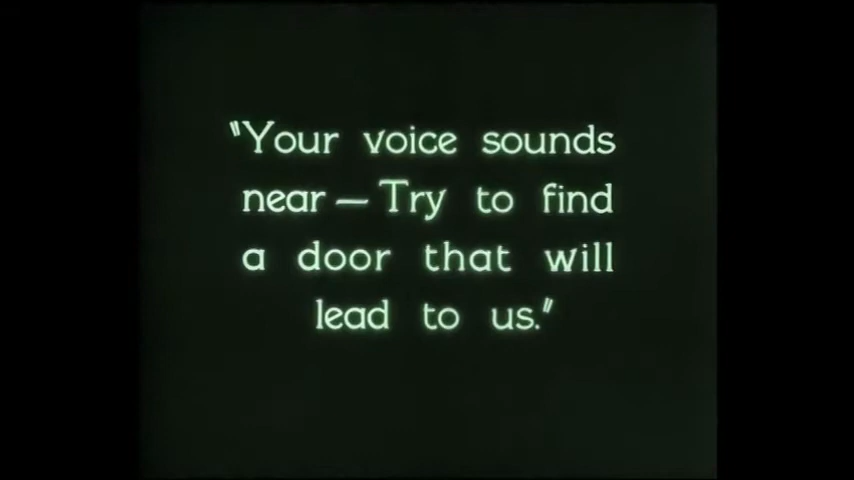 "Your voice sounds
near — Try to find
a door that will
lead to us."